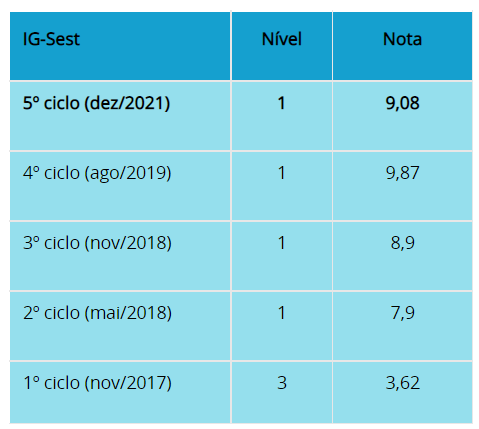 IG-Sest Nível Nota
5º ciclo (dez/2021) 1 9,08
4º ciclo (ago/2019) 1 9,87
3º ciclo (nov/2018) 1 8,9
2º ciclo (mai/2018) 1 7,9
1º ciclo (nov/2017) 3 3,62